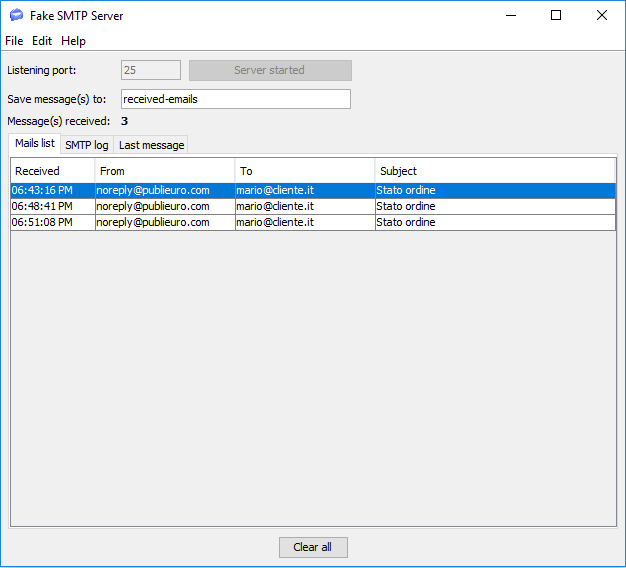 Fake SMTP Server
File Edit Help
Listening port: 25 Server started
Save message(s) to: received-emails
Message(s) received: 3
Mails list SMTP log Last message
Received From To Subject
06:43:16 PM noreply@publieuro.com mario@cliente.it Stato ordine
06:48:41 PM noreply@publieuro.com mario@cliente.it Stato ordine
06:51:08 PM noreply@publieuro.com mario@cliente.it Stato ordine
Clear all